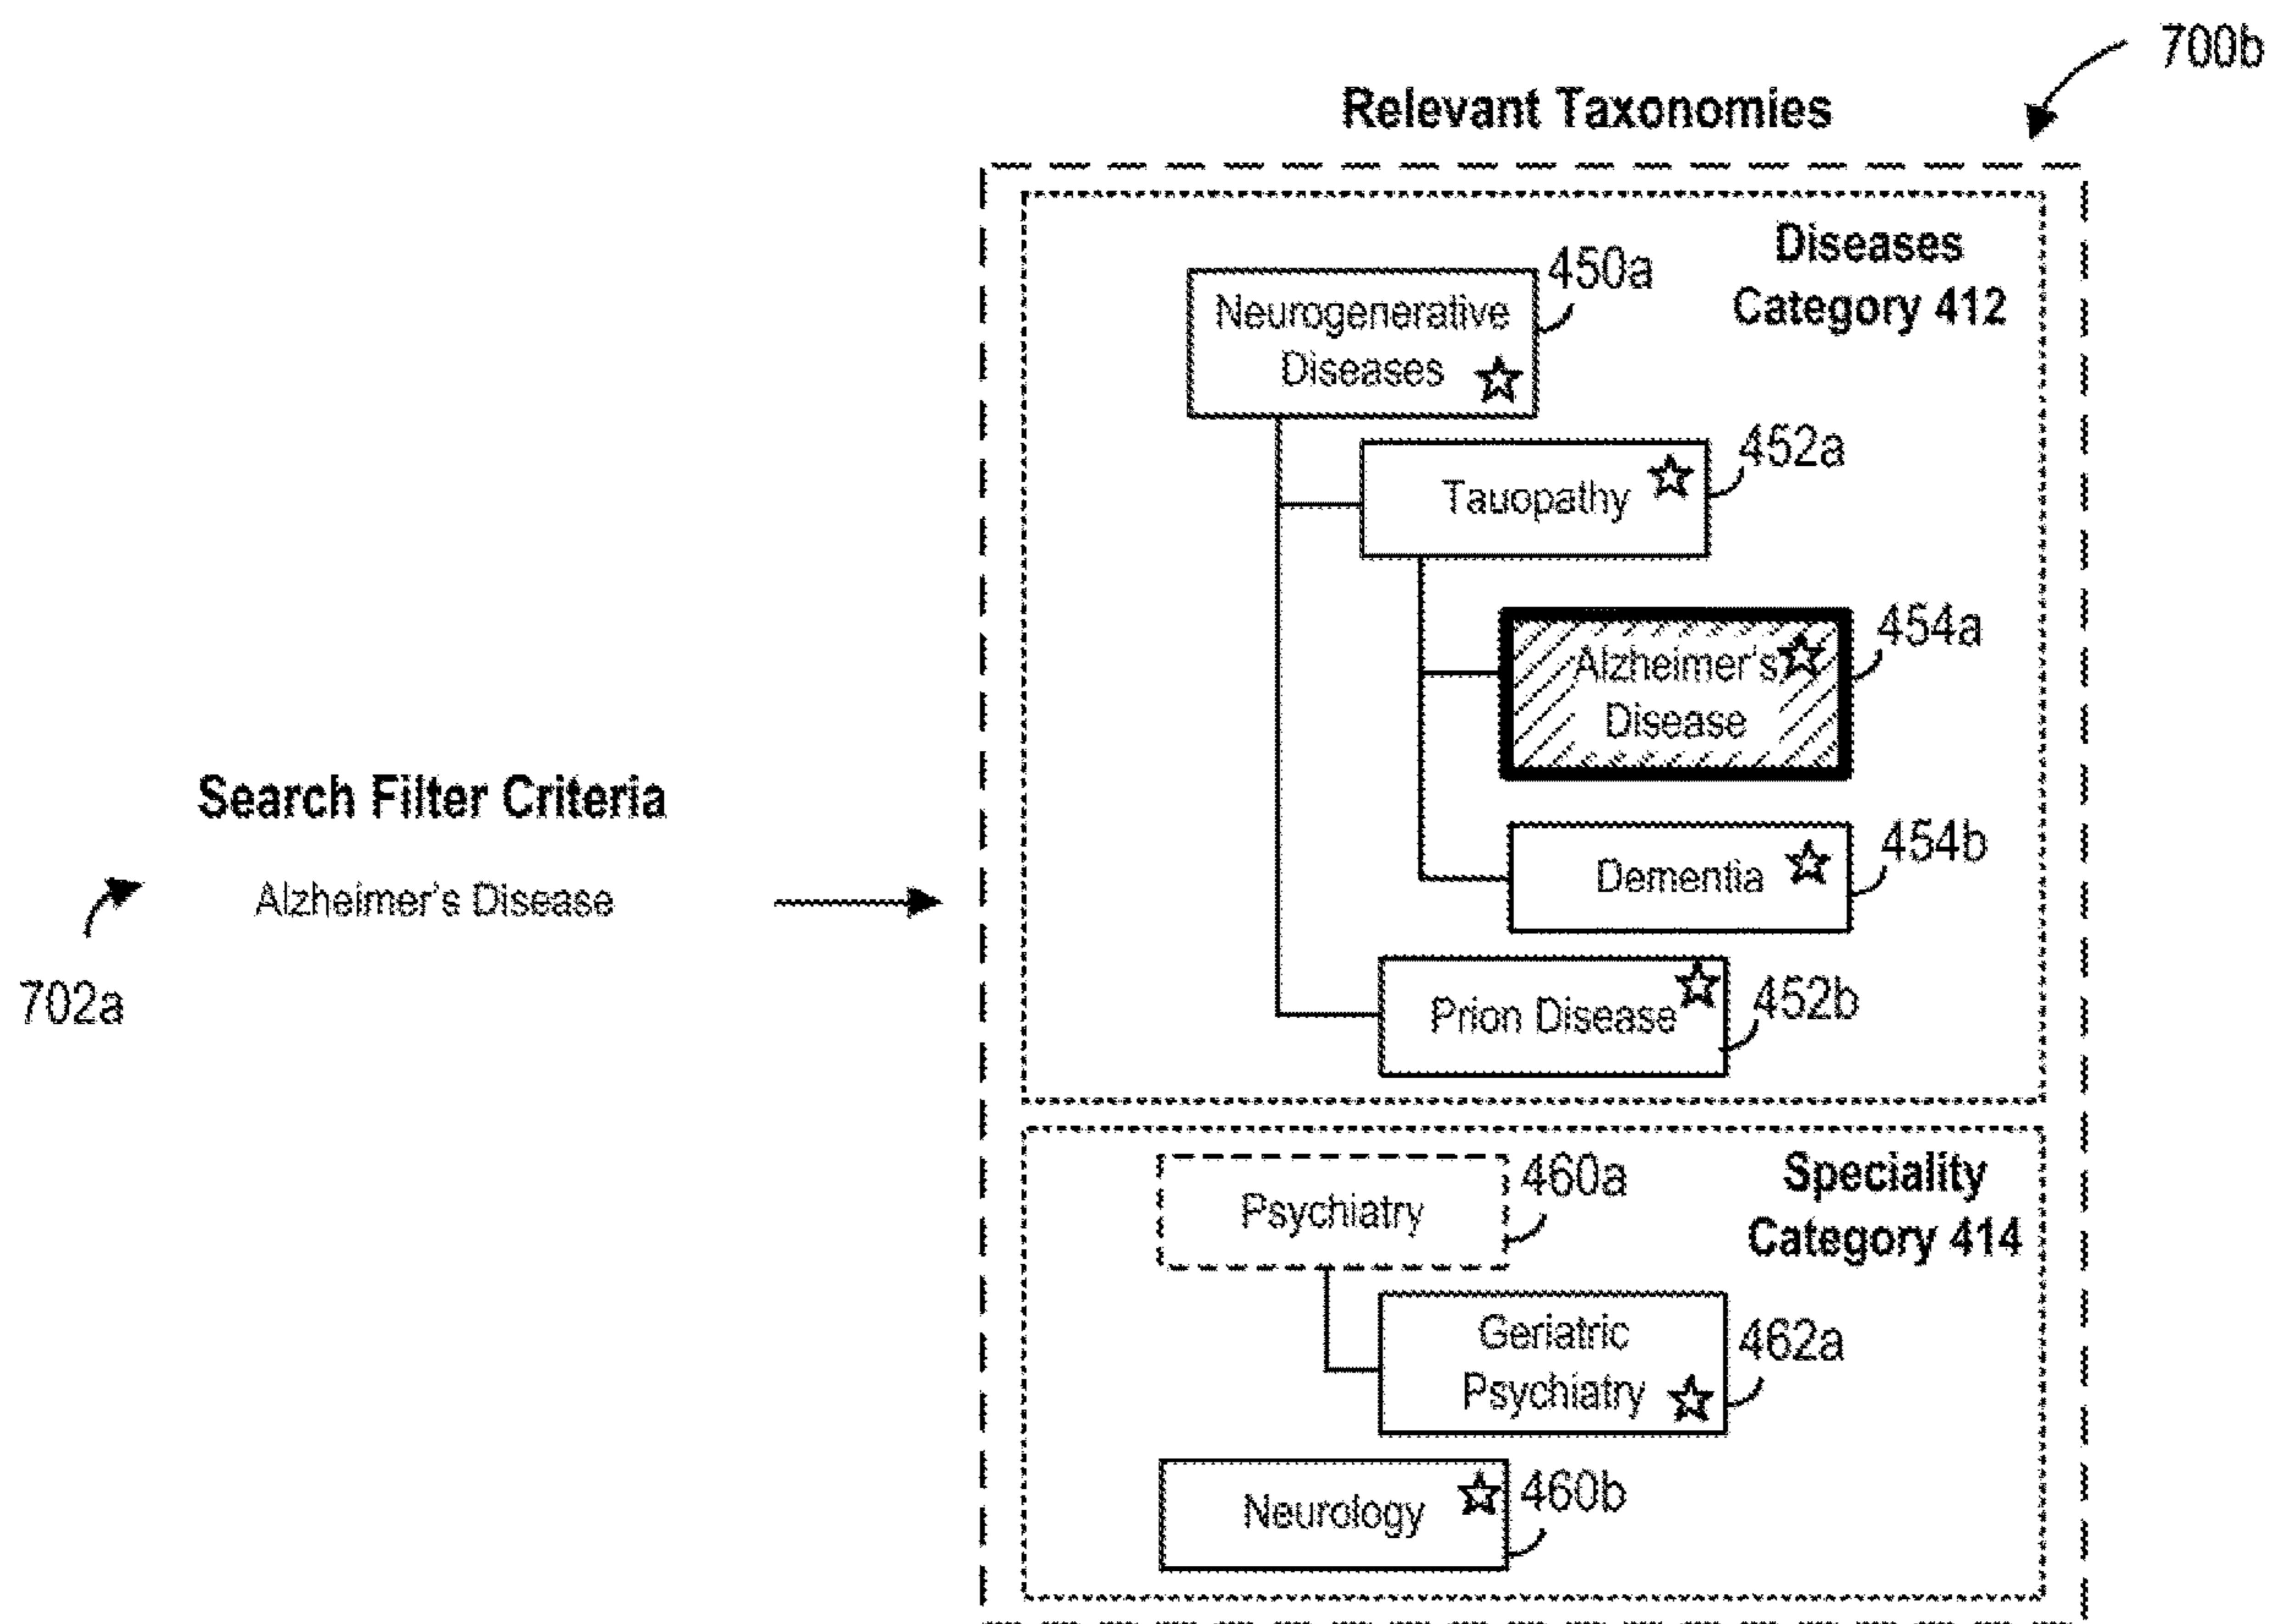 700b
Relevant Taxonomies
Diseases
Category 412
450a
Neurogenerative
Diseases
452a
Tauopathy
454a
Alzheimer's
Disease
Search Filter Criteria
Alzheimer's Disease
702a
454b
Dementia
452b
Prion Disease
Speciality
Category 414
460a
Psychiatry
Geriatric
Psychiatry
462a
Neurology
460b